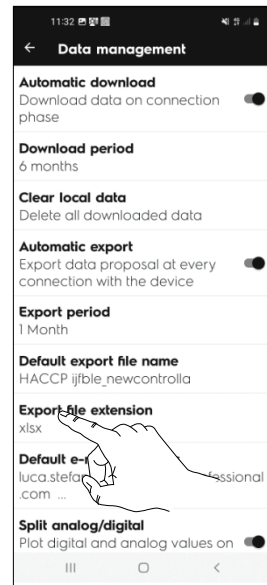 11:32
Data management
Automatic download
Download data on connection
phase
Download period
6 months
Clear local data
Delete all downloaded data
Automatic export
Export data proposal at every
connection with the device
Export period
1 Month
Default export file name
HACCP ijfble_newcontrolla
Export file extension
xlsx
Default
.com ...
Split analog/digital
Plot digital and analog values on